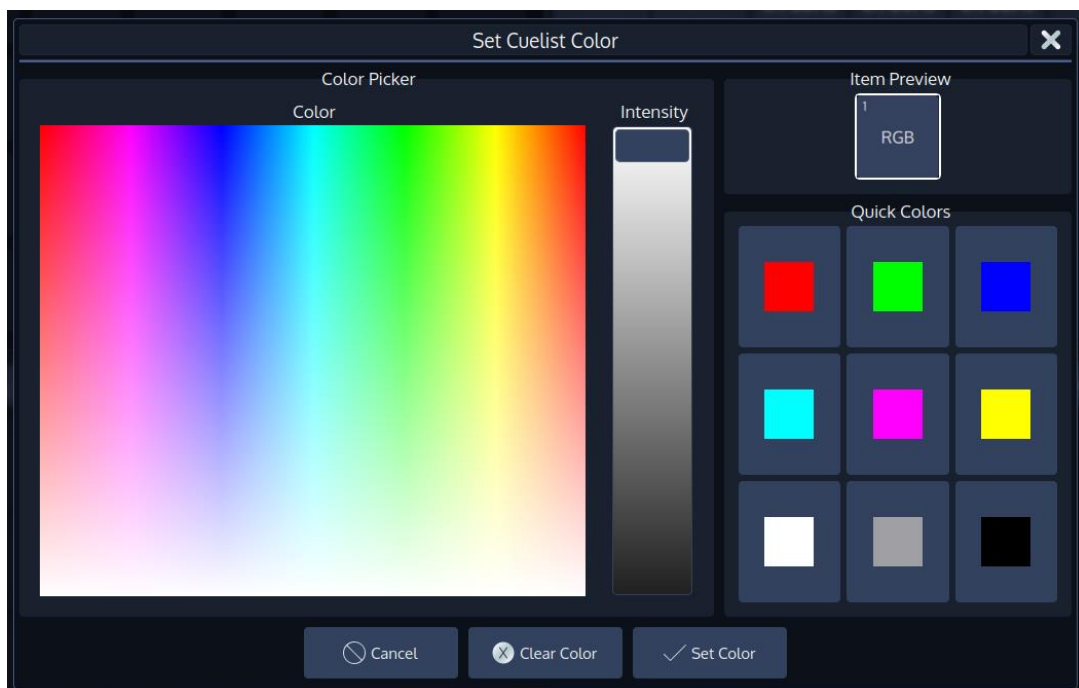 Set Cuelist Color
Color Picker
Color
Intensity
Item Preview
1
RGB
Quick Colors
Cancel
X Clear Color
Set Color